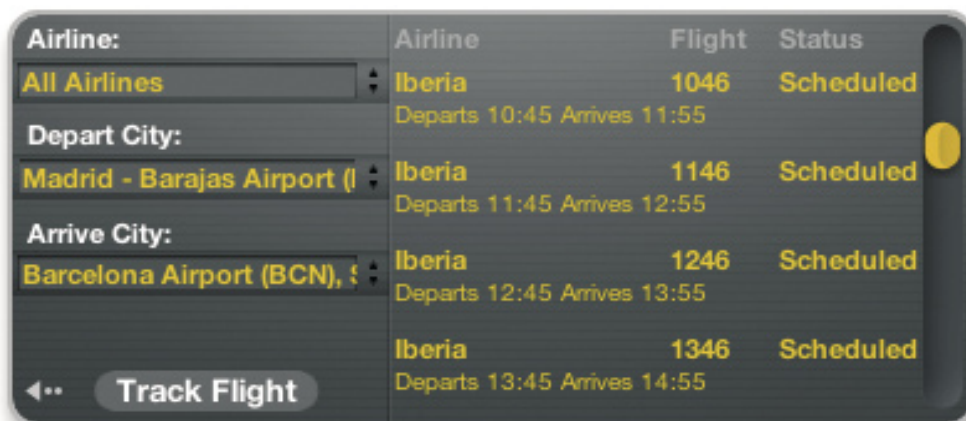 Airline:
All Airlines
Depart City:
Madrid - Barajas Airport (
Arrive City:
Barcelona Airport (BCN),
Track Flight
Airline Flight Status
Iberia 1046 Scheduled
Departs 10:45 Arrives 11:55
Iberia 1146 Scheduled
Departs 11:45 Arrives 12:55
Iberia 1246 Scheduled
Departs 12:45 Arrives 13:55
Iberia 1346 Scheduled
Departs 13:45 Arrives 14:55